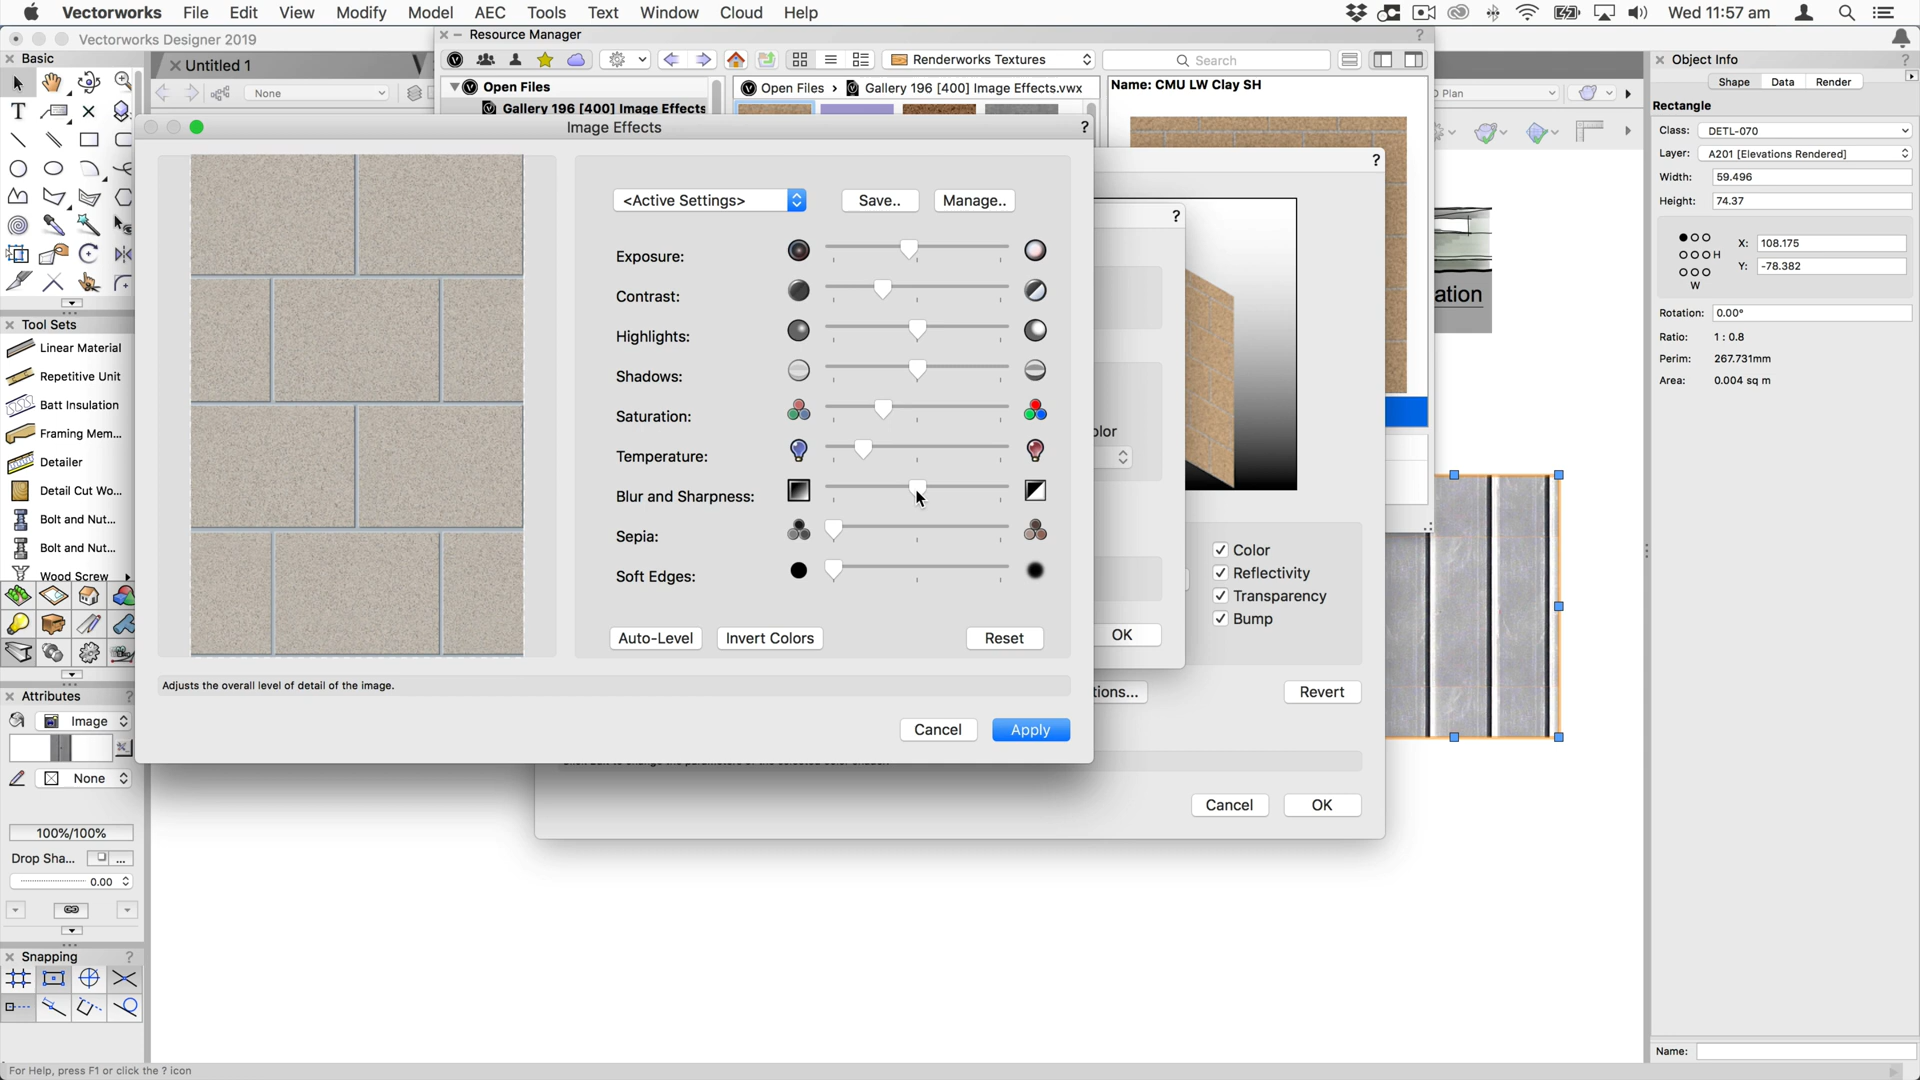 Vectorworks File Edit View Modify Model AEC Tools Text Window Cloud Help Wed 11:57 am
Vectorworks Designer 2019
Resource Manager
Basic
Untitled 1
None
Renderworks Textures
Search
Open Files
Gallery 196 [400] Image Effects
Open Files › Gallery 196 [400] Image Effects.vwx
Name: CMU LW Clay SH
Image Effects
?
<Active Settings>
Save..
Manage..
Exposure:
Contrast:
Highlights:
Shadows:
Saturation:
Temperature:
Blur and Sharpness:
Sepia:
Soft Edges:
Auto-Level
Invert Colors
Reset
Adjusts the overall level of detail of the image.
Cancel
Apply
OK
Color
Reflectivity
Transparency
Bump
Revert
Cancel
OK
Tool Sets
Linear Material
Repetitive Unit
Batt Insulation
Framing Mem...
Detailer
Detail Cut Wo...
Bolt and Nut...
Bolt and Nut...
Wood Screw
Attributes
Image
None
100%/100%
Drop Sha...
0.00
Snapping
For Help, press F1 or click the ? icon
Object Info
Shape Data Render
Rectangle
Class: DETL-070
Layer: A201 [Elevations Rendered]
Width: 59.496
Height: 74.37
X: 108.175
H
Y: -78.382
W
Rotation: 0.00°
Ratio: 1 : 0.8
Perim: 267.731mm
Area: 0.004 sq m
Name: